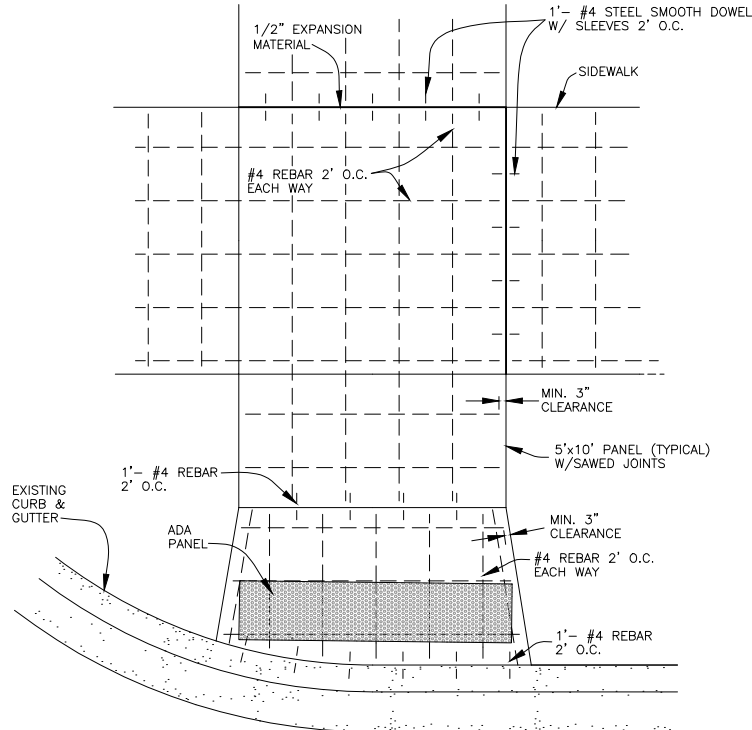 1'- #4 STEEL SMOOTH DOWEL
W/ SLEEVES 2' O.C.
1/2" EXPANSION
MATERIAL
SIDEWALK
#4 REBAR 2' O.C.
EACH WAY
MIN. 3"
CLEARANCE
5'x10' PANEL (TYPICAL)
W/SAWED JOINTS
1'- #4 REBAR
2' O.C.
EXISTING
CURB &
GUTTER
ADA
PANEL
MIN. 3"
CLEARANCE
#4 REBAR 2' O.C.
EACH WAY
1'- #4 REBAR
2' O.C.